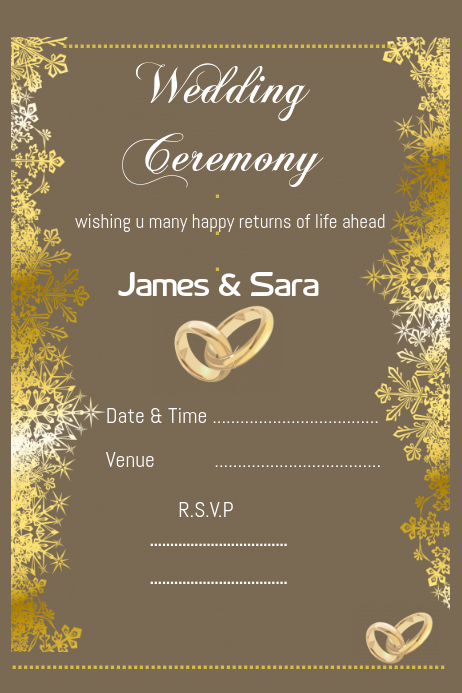 Wedding
Ceremony
wishing u many happy returns of life ahead
James & Sara
Date & Time ..................................
Venue ..................................
R.S.V.P
..................................
..................................